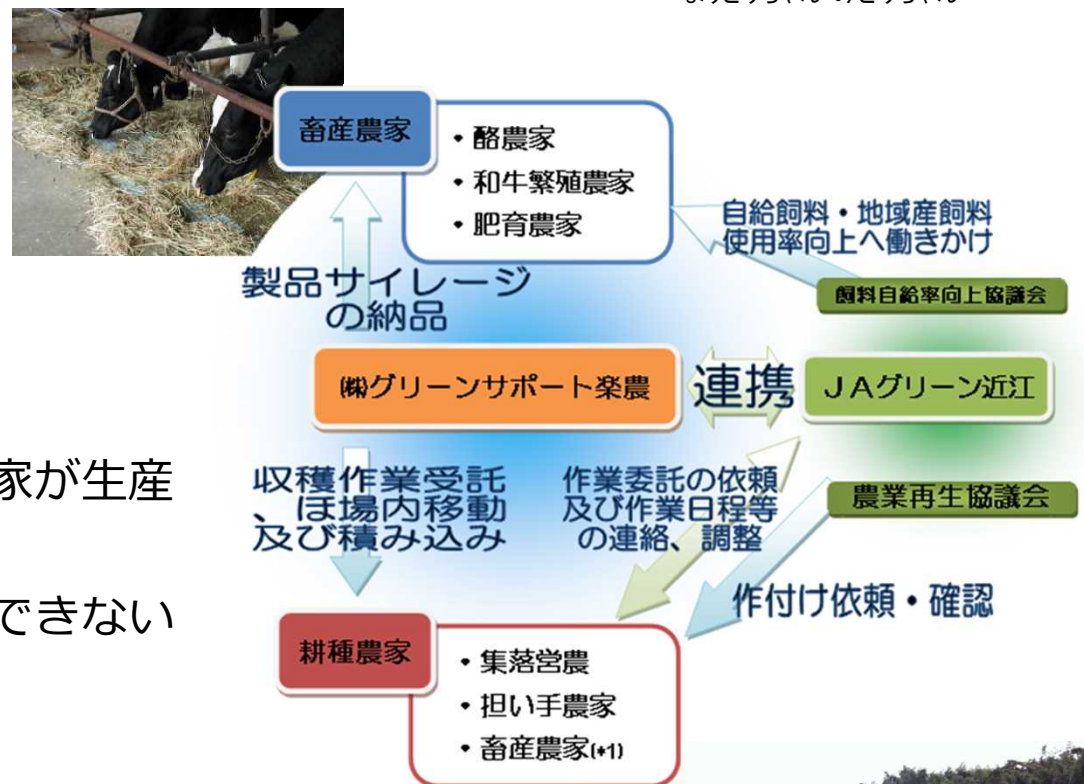 畜産農家
・酪農家
・和牛繁殖農家
・肥育農家
自給飼料・地域産飼料
使用率向上へ働きかけ
製品サイレージ
の納品
飼料自給率向上協議会
㈱グリーンサポート楽農
連携
JAグリーン近江
家が生産
収穫作業受託
、ほ場内移動
及び積み込み
作業委託の依頼
及び作業日程等
の連絡、調整
農業再生協議会
できない
作付け依頼・確認
耕種農家
・集落営農
・担い手農家
・畜産農家(*1)